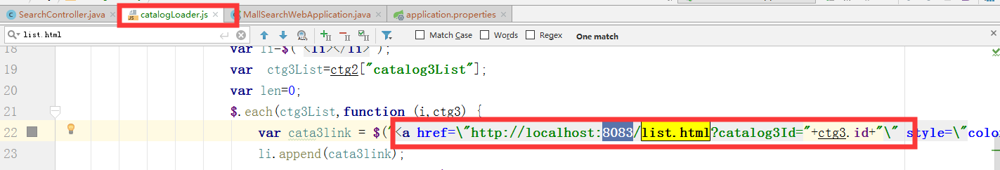 SearchController.java × catalogLoader.js × MallSearchWebApplication.java × application.properties ×
list.html Match Case Words Regex One match
18 var li=$("<li></li>");
19 var ctg3List=ctg2["catalog3List"];
20 var len=0;
21 $.each(ctg3List,function (i,ctg3) {
22 var cata3link = $("<a href=\"http://localhost:8083/list.html?catalog3Id="+ctg3.id+"\" style=\"color
23 li.append(cata3link);